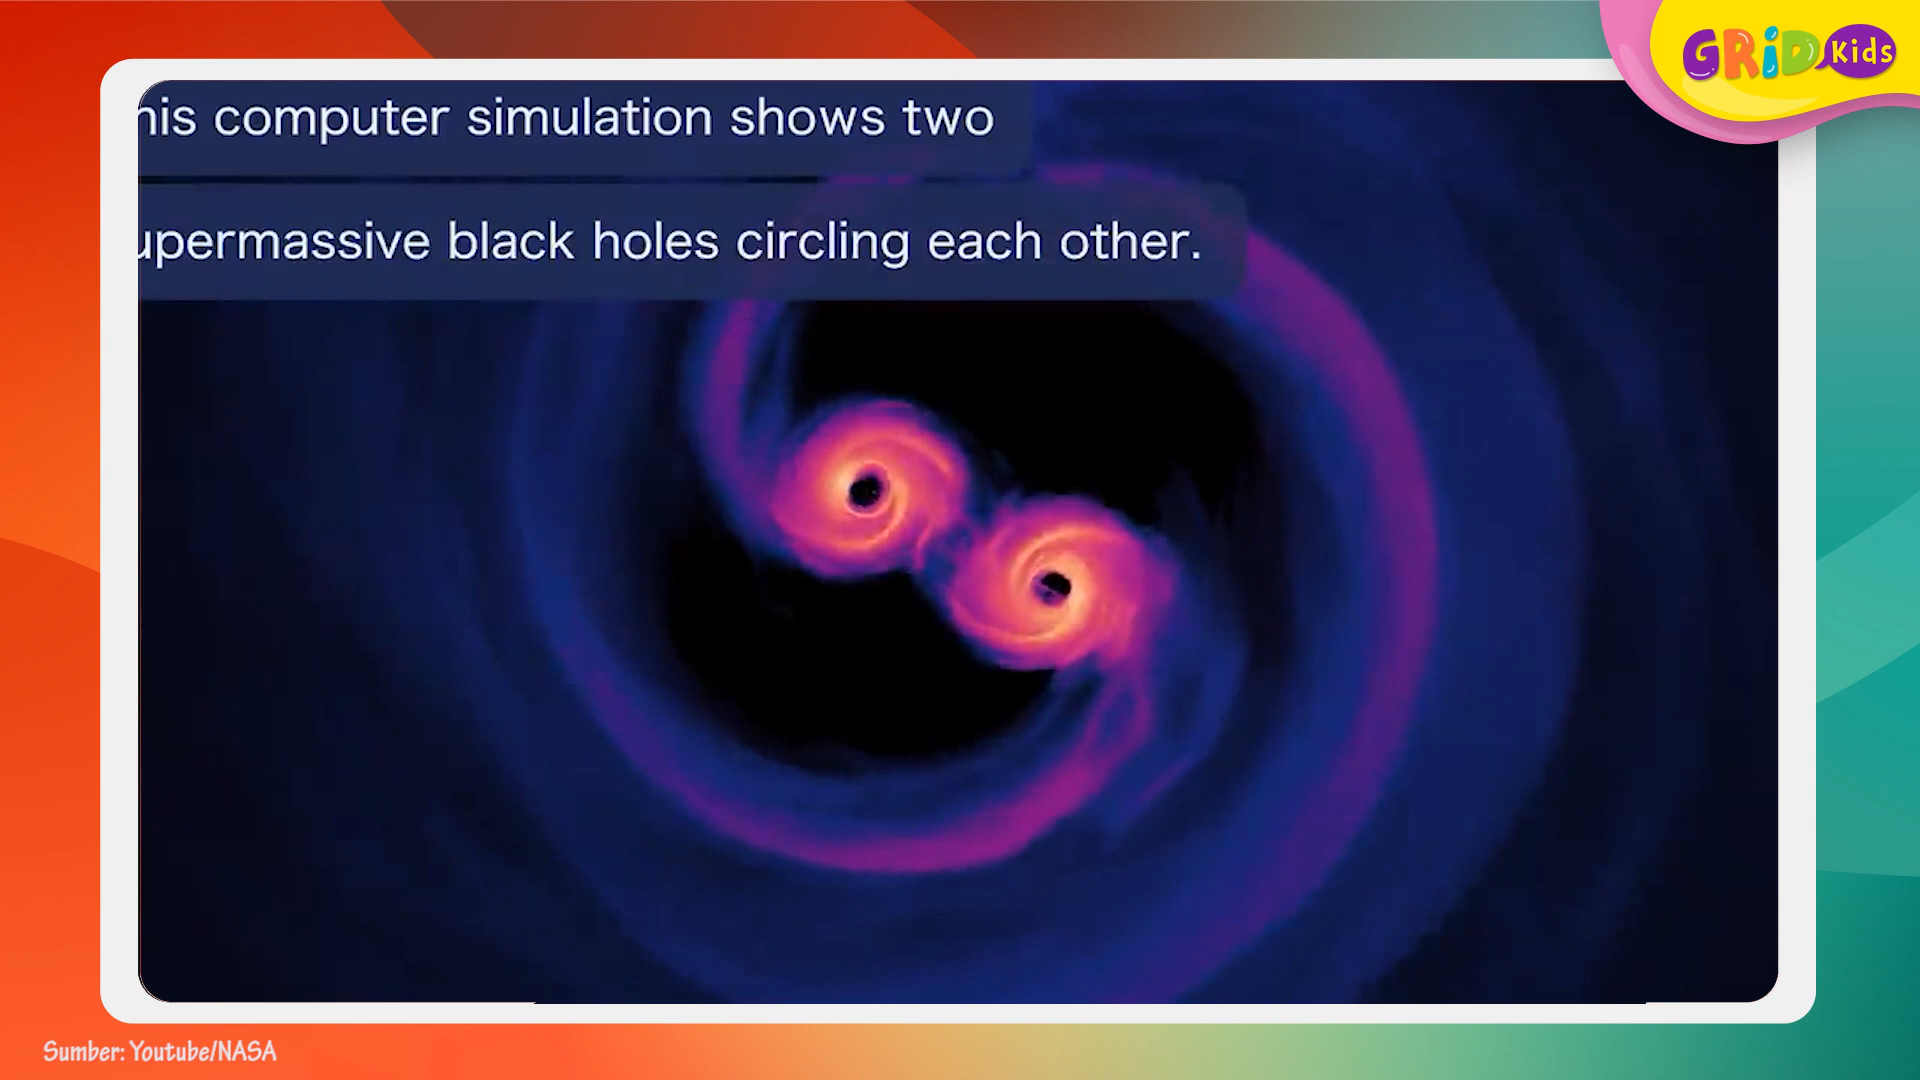 GRiD Kids
his computer simulation shows two
upermassive black holes circling each other.
Sumber: Youtube/NASA